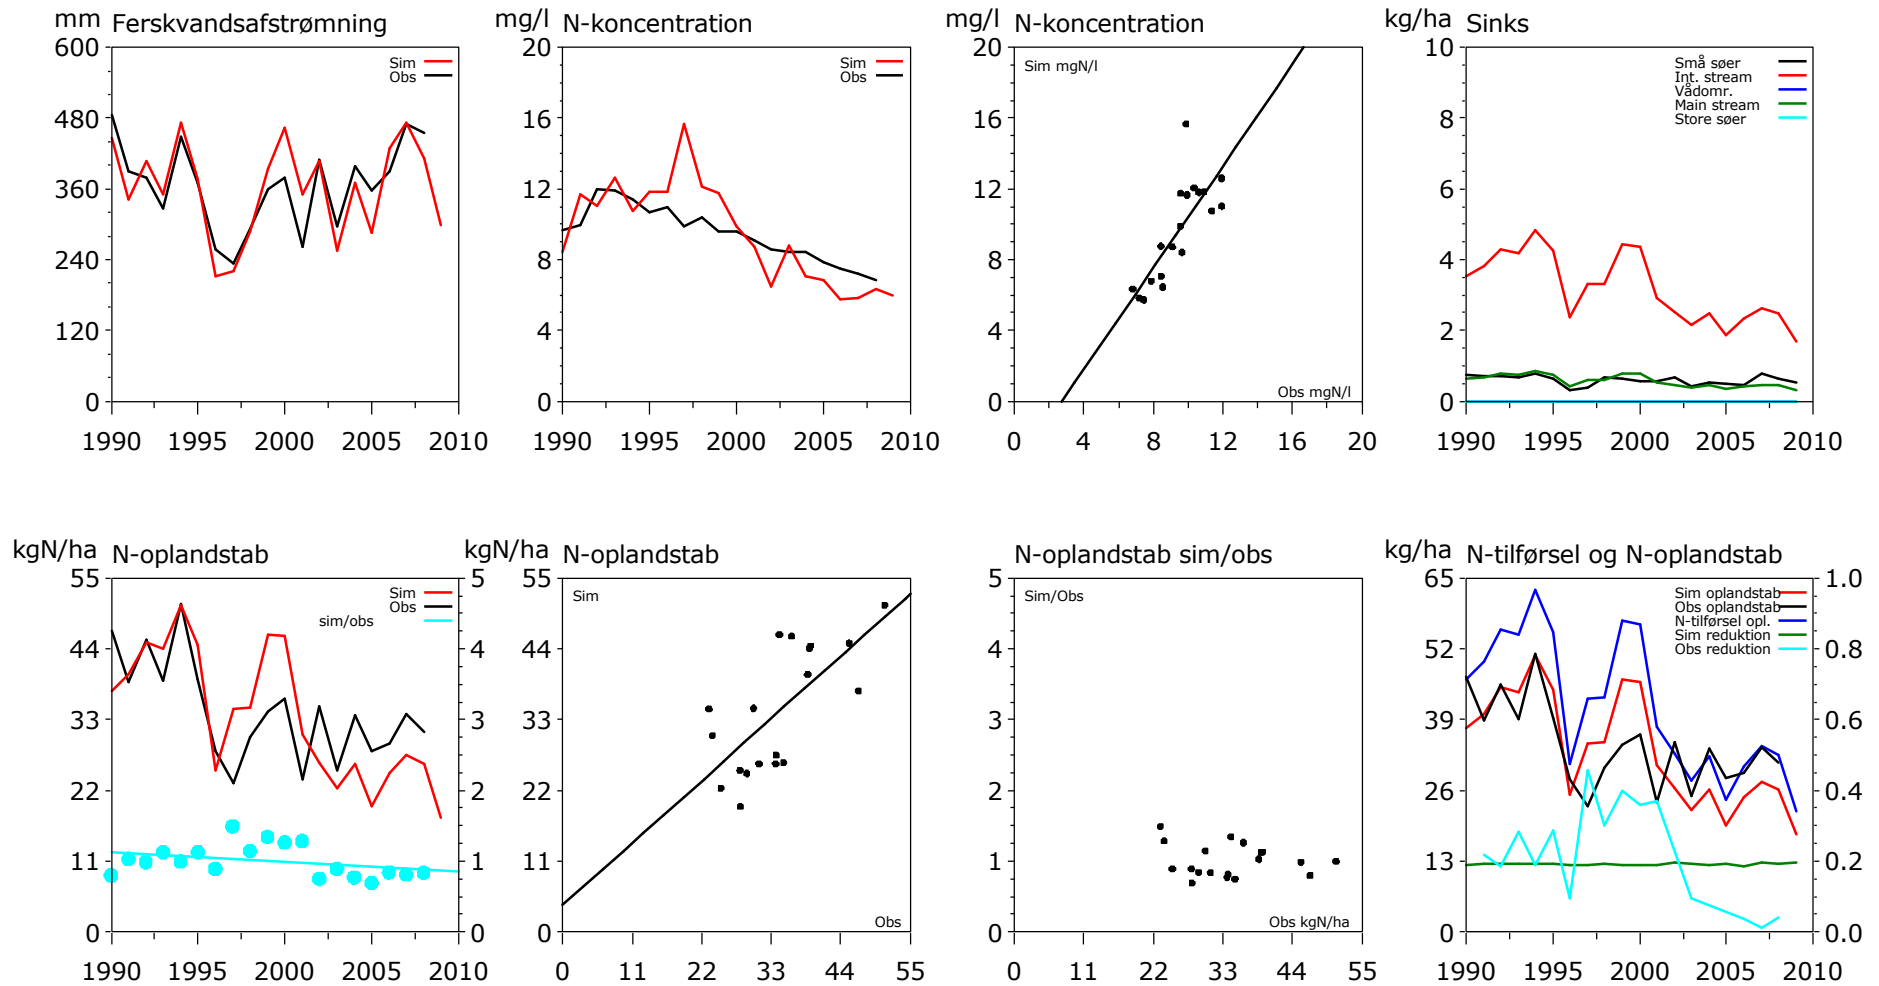 mm Ferskvandsafstrømning
600
480
360
240
120
0
Sim
Obs
1990 1995 2000 2005 2010
mg/l N-koncentration
20
16
12
8
4
0
Sim
Obs
1990 1995 2000 2005 2010
mg/l N-koncentration
20
16
12
8
4
0
Sim mgN/l
Obs mgN/l
0 4 8 12 16 20
kg/ha Sinks
10
8
6
4
2
0
Små søer
Int. stream
Vådomr.
Main stream
Store søer
1990 1995 2000 2005 2010
kgN/ha N-oplandstab
55
44
33
22
11
0
Sim
Obs
sim/obs
5
4
3
2
1
0
1990 1995 2000 2005 2010
kgN/ha N-oplandstab
Sim
Obs
0 11 22 33 44 55
N-oplandstab sim/obs
5
4
3
2
1
0
Sim/Obs
Obs kgN/ha
0 11 22 33 44 55
kg/ha N-tilførsel og N-oplandstab
65
52
39
26
13
0
Sim oplandstab
Obs oplandstab
N-tilførsel opl.
Sim reduktion
Obs reduktion
1.0
0.8
0.6
0.4
0.2
0.0
1990 1995 2000 2005 2010